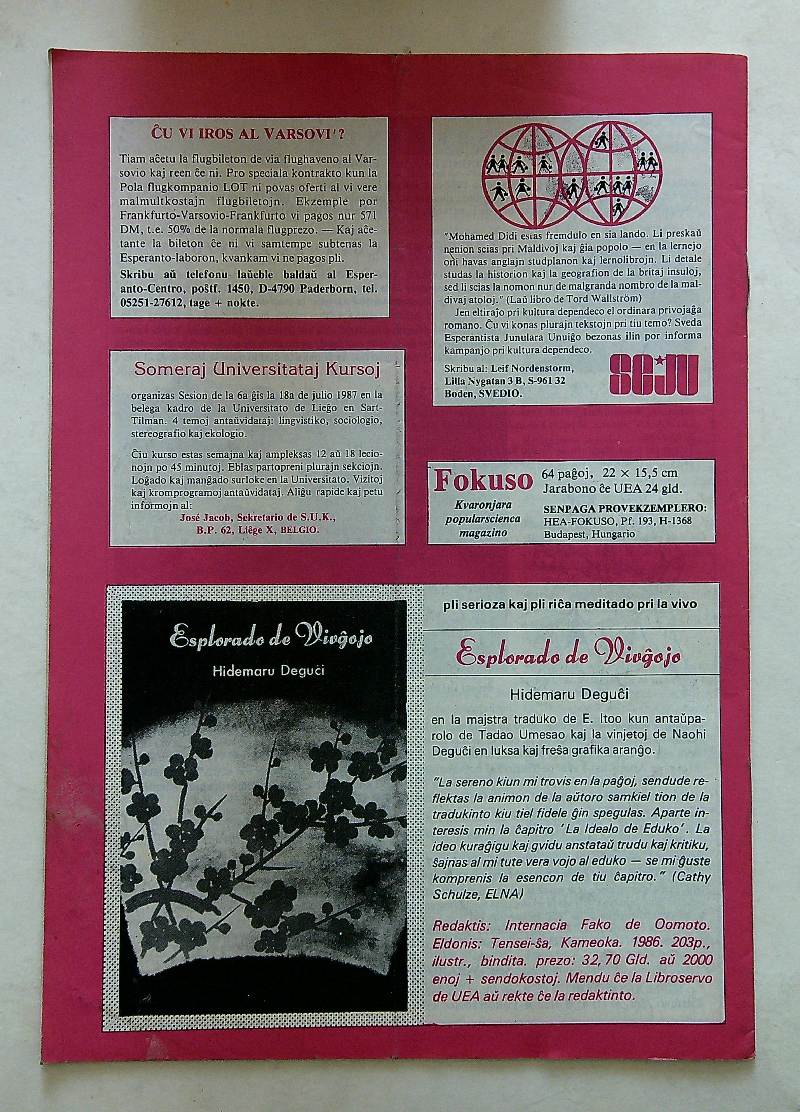 ĈU VI IROS AL VARSOVI'?
Tiam aĉetu la flugbileton de via flughaveno al Var-
sovio kaj reen ĉe ni. Pro speciala kontrakto kun la
Pola flugkompanio LOT ni povas oferti al vi vere
malmultkostajn flugbiletojn. Ekzemple por
Frankfurto-Varsovio-Frankfurto vi pagos nur 571
DM, t.e. 50% de la normala flugprezo. — Kaj aĉe-
tante la bileton ĉe ni vi samtempe subtenas la
Esperanto-laboron, kvankam vi ne pagos pli.
Skribu aŭ telefonu laŭeble baldaŭ al Esper-
anto-Centro, poŝtf. 1450, D-4790 Paderborn, tel.
05251-27612, tage + nokte.
"Mohamed Didi estas fremdulo en sia lando. Li preskaŭ
nenion scias pri Maldivoj kaj ĝia popolo — en la lernejo
oni havas anglajn studplanon kaj lernolibrojn. Li detale
studas la historion kaj la geografion de la britaj insuloj,
sed li scias la nomon nur de malgranda nombro de la mal-
divaj atoloj." (Laŭ libro de Tord Wallström)
Jen eltiraĵo pri kultura dependeco el ordinara privojaĝa
romano. Ĉu vi konas plurajn tekstojn pri tiu temo? Sveda
Esperantista Junulara Unuiĝo bezonas ilin por informa
kampanjo pri kultura dependeco.
Skribu al: Leif Nordenstorm,
Lilla Nygatan 3 B, S-961 32
Boden, SVEDIO.
SEJU
Someraj Universitataj Kursoj
organizas Sesion de la 6a ĝis la 18a de julio 1987 en la
belega kadro de la Universitato de Lieĝo en Sart-
Tilman. 4 temoj antaŭvidataj: lingvistiko, sociologio,
stereografio kaj ekologio.
Ĉiu kurso estas semajna kaj ampleksas 12 aŭ 18 lecio-
nojn po 45 minutoj. Eblas partopreni plurajn sekciojn.
Loĝado kaj manĝado surloke en la Universitato. Vizitoj
kaj kromprogramoj antaŭvidataj. Aliĝu rapide kaj petu
informojn al:
José Jacob, Sekretario de S.U.K.,
B.P. 62, Liège X, BELGIO.
Fokuso
Kvaronjara
popularscienca
magazino
64 paĝoj, 22 × 15,5 cm
Jarabono ĉe UEA 24 gld.
SENPAGA PROVEKZEMPLERO:
HEA-FOKUSO, Pf. 193, H-1368
Budapest, Hungario
Esplorado de Vivĝojo
Hidemaru Deguĉi
pli serioza kaj pli riĉa meditado pri la vivo
Esplorado de Vivĝojo
Hidemaru Deguĉi
en la majstra traduko de E. Itoo kun antaŭpa-
rolo de Tadao Umesao kaj la vinjetoj de Naohi
Deguĉi en luksa kaj freŝa grafika aranĝo.
"La sereno kiun mi trovis en la paĝoj, sendude re-
flektas la animon de la aŭtoro samkiel tion de la
tradukinto kiu tiel fidele ĝin spegulas. Aparte in-
teresis min la ĉapitro 'La Idealo de Eduko'. La
ideo kuraĝigu kaj gvidu anstataŭ trudu kaj kritiku,
ŝajnas al mi tute vera vojo al eduko — se mi ĝuste
komprenis la esencon de tiu ĉapitro." (Cathy
Schulze, ELNA)
Redaktis: Internacia Fako de Oomoto.
Eldonis: Tensei-ŝa, Kameoka. 1986. 203p.,
ilustr., bindita. prezo: 32,70 Gld. aŭ 2000
enoj + sendokostoj. Mendu ĉe la Libroservo
de UEA aŭ rekte ĉe la redaktinto.